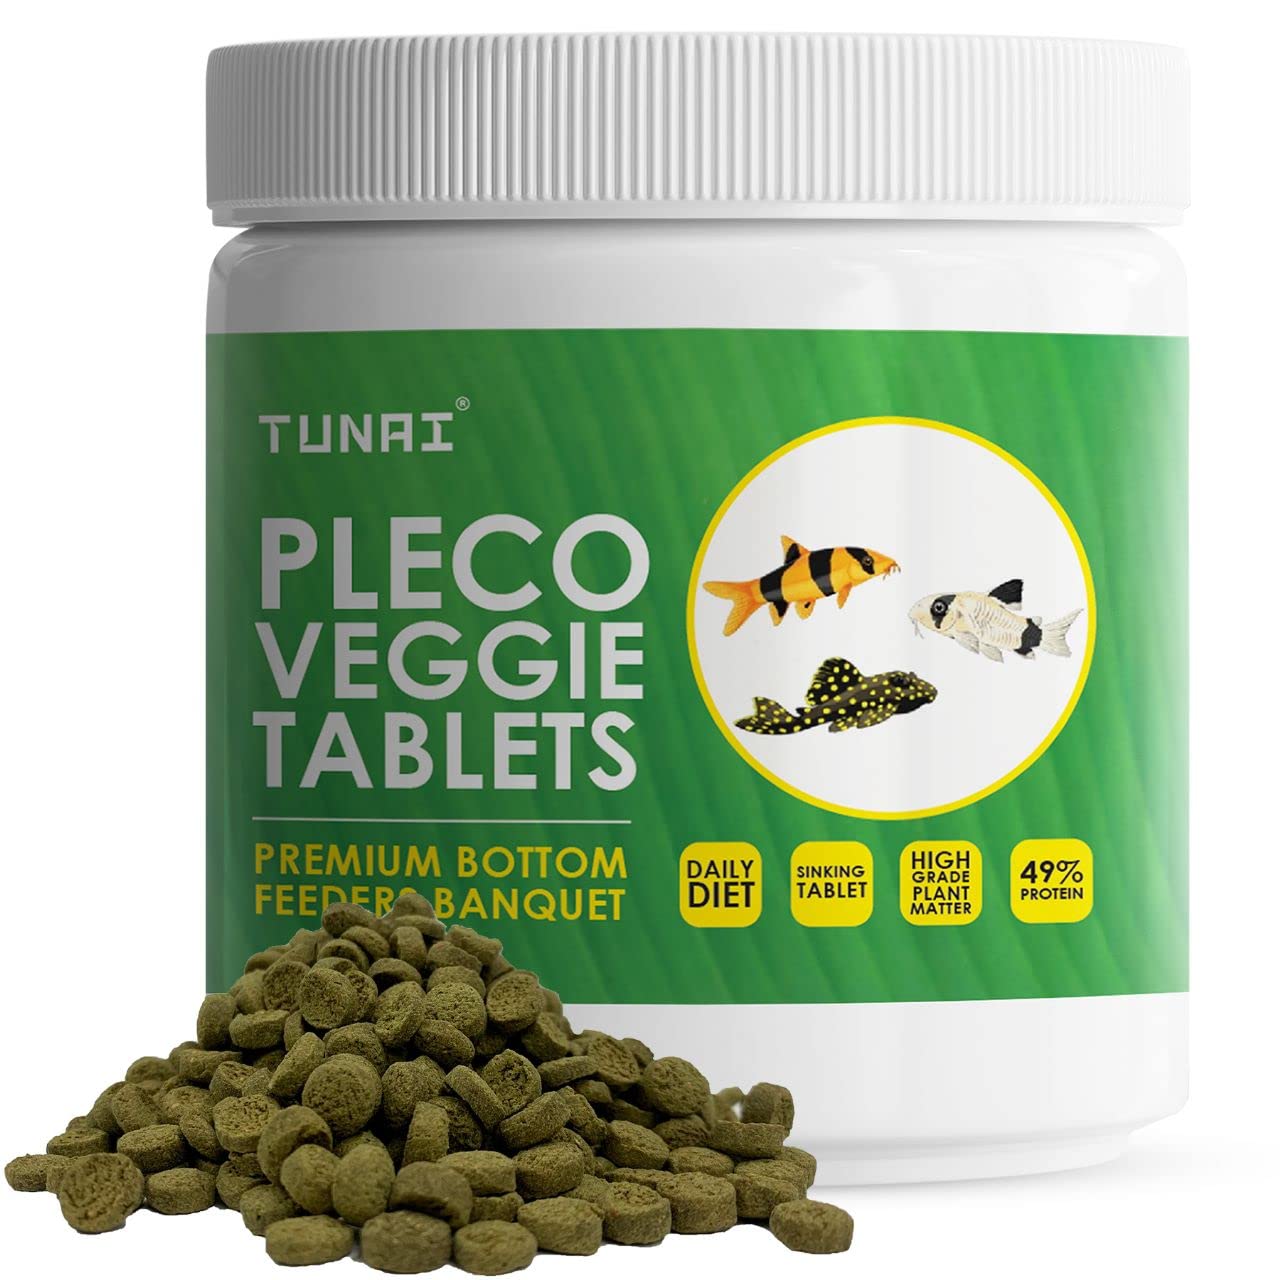 TUNAI®
PLECO
VEGGIE
TABLETS
PREMIUM BOTTOM
FEEDERS BANQUET
DAILY
DIET
SINKING
TABLET
HIGH
GRADE
PLANT
MATTER
49%
PROTEIN